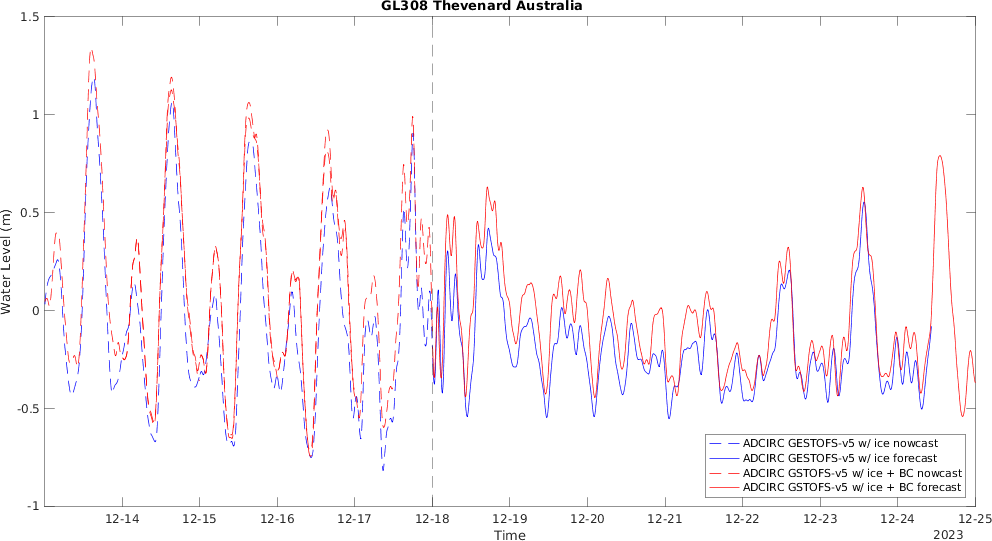 GL308 Thevenard Australia
1.5
1
0.5
0
-0.5
-1
Water Level (m)
ADCIRC GESTOFS-v5 w/ ice nowcast
ADCIRC GESTOFS-v5 w/ ice forecast
ADCIRC GSTOFS-v5 w/ ice + BC nowcast
ADCIRC GSTOFS-v5 w/ ice + BC forecast
12-14 12-15 12-16 12-17 12-18 12-19 12-20 12-21 12-22 12-23 12-24 12-25
Time
2023